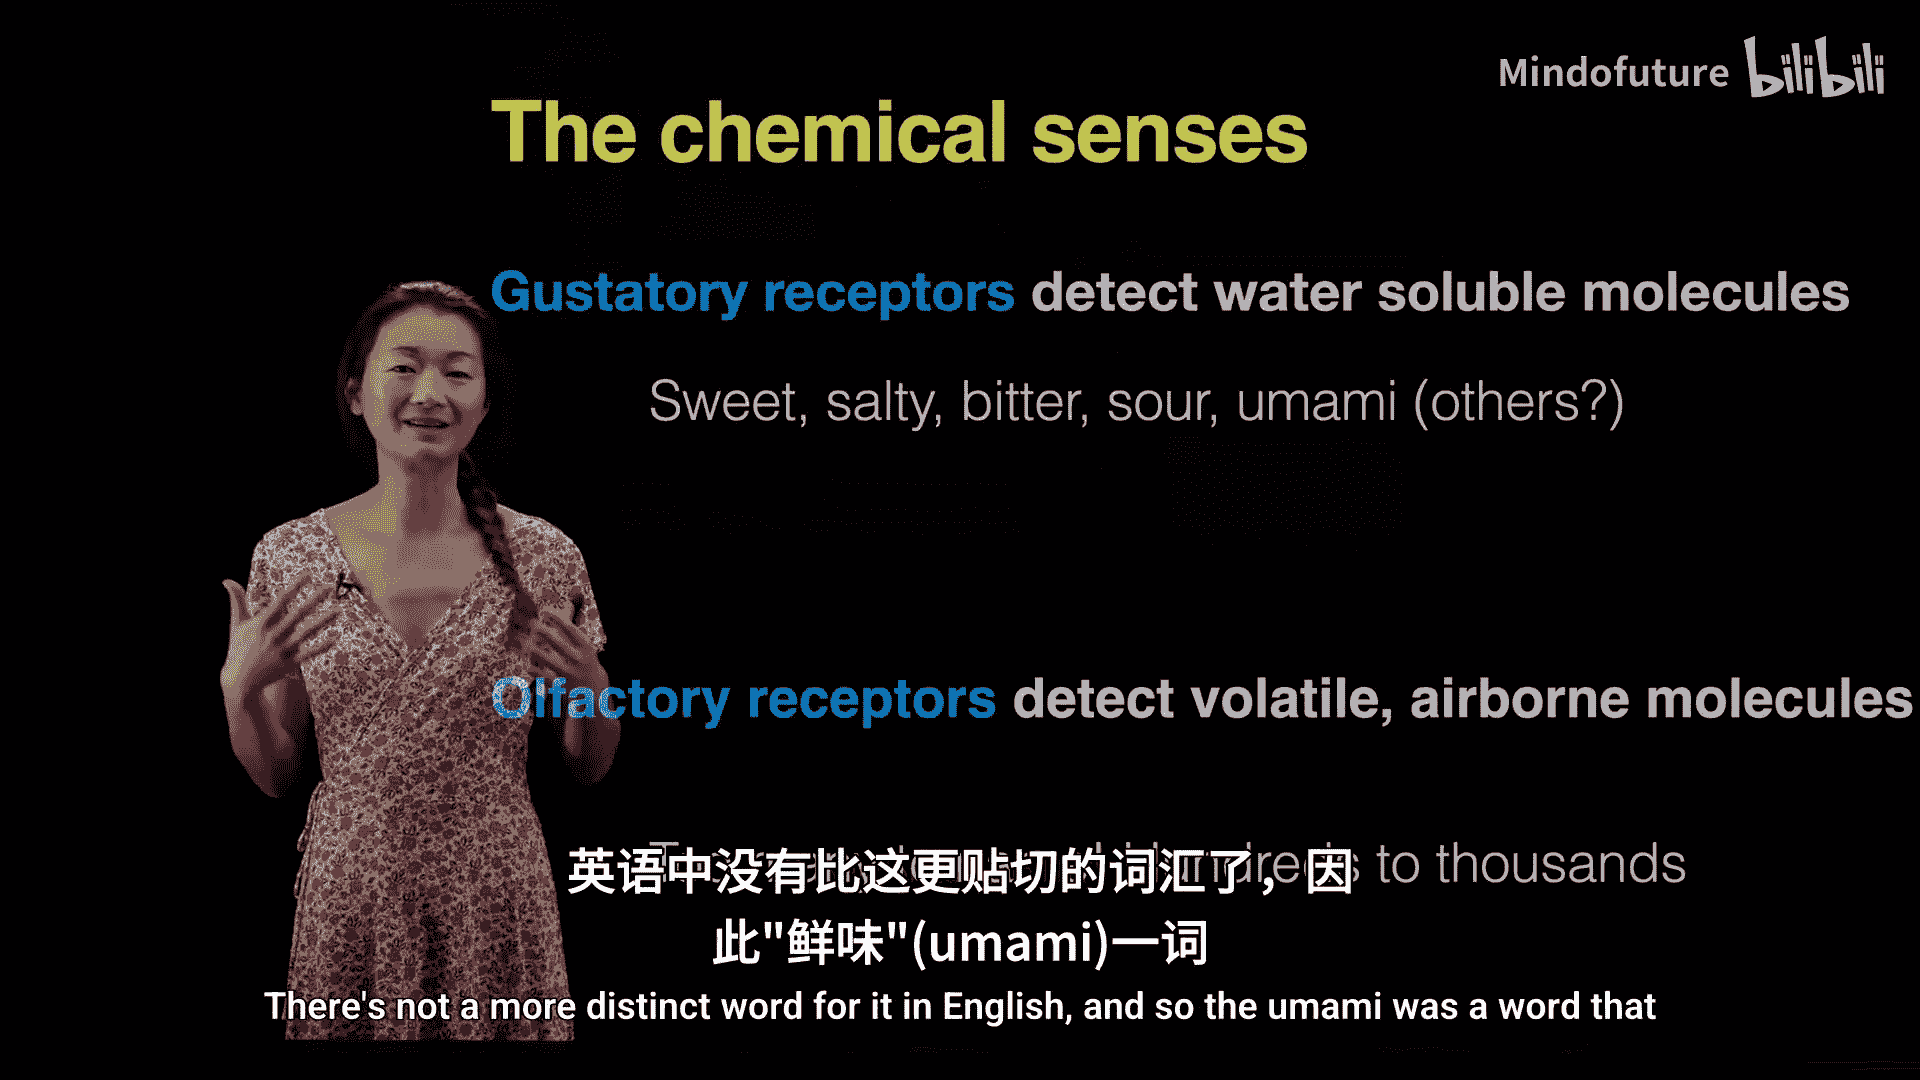 Mindofuture bilibili
The chemical senses
Gustatory receptors detect water soluble molecules
Sweet, salty, bitter, sour, umami (others?)
Olfactory receptors detect volatile, airborne molecules
to thousands
英语中没有比这更贴切的词汇了，因
此"鲜味"(umami)一词
There's not a more distinct word for it in English, and so the umami was a word that